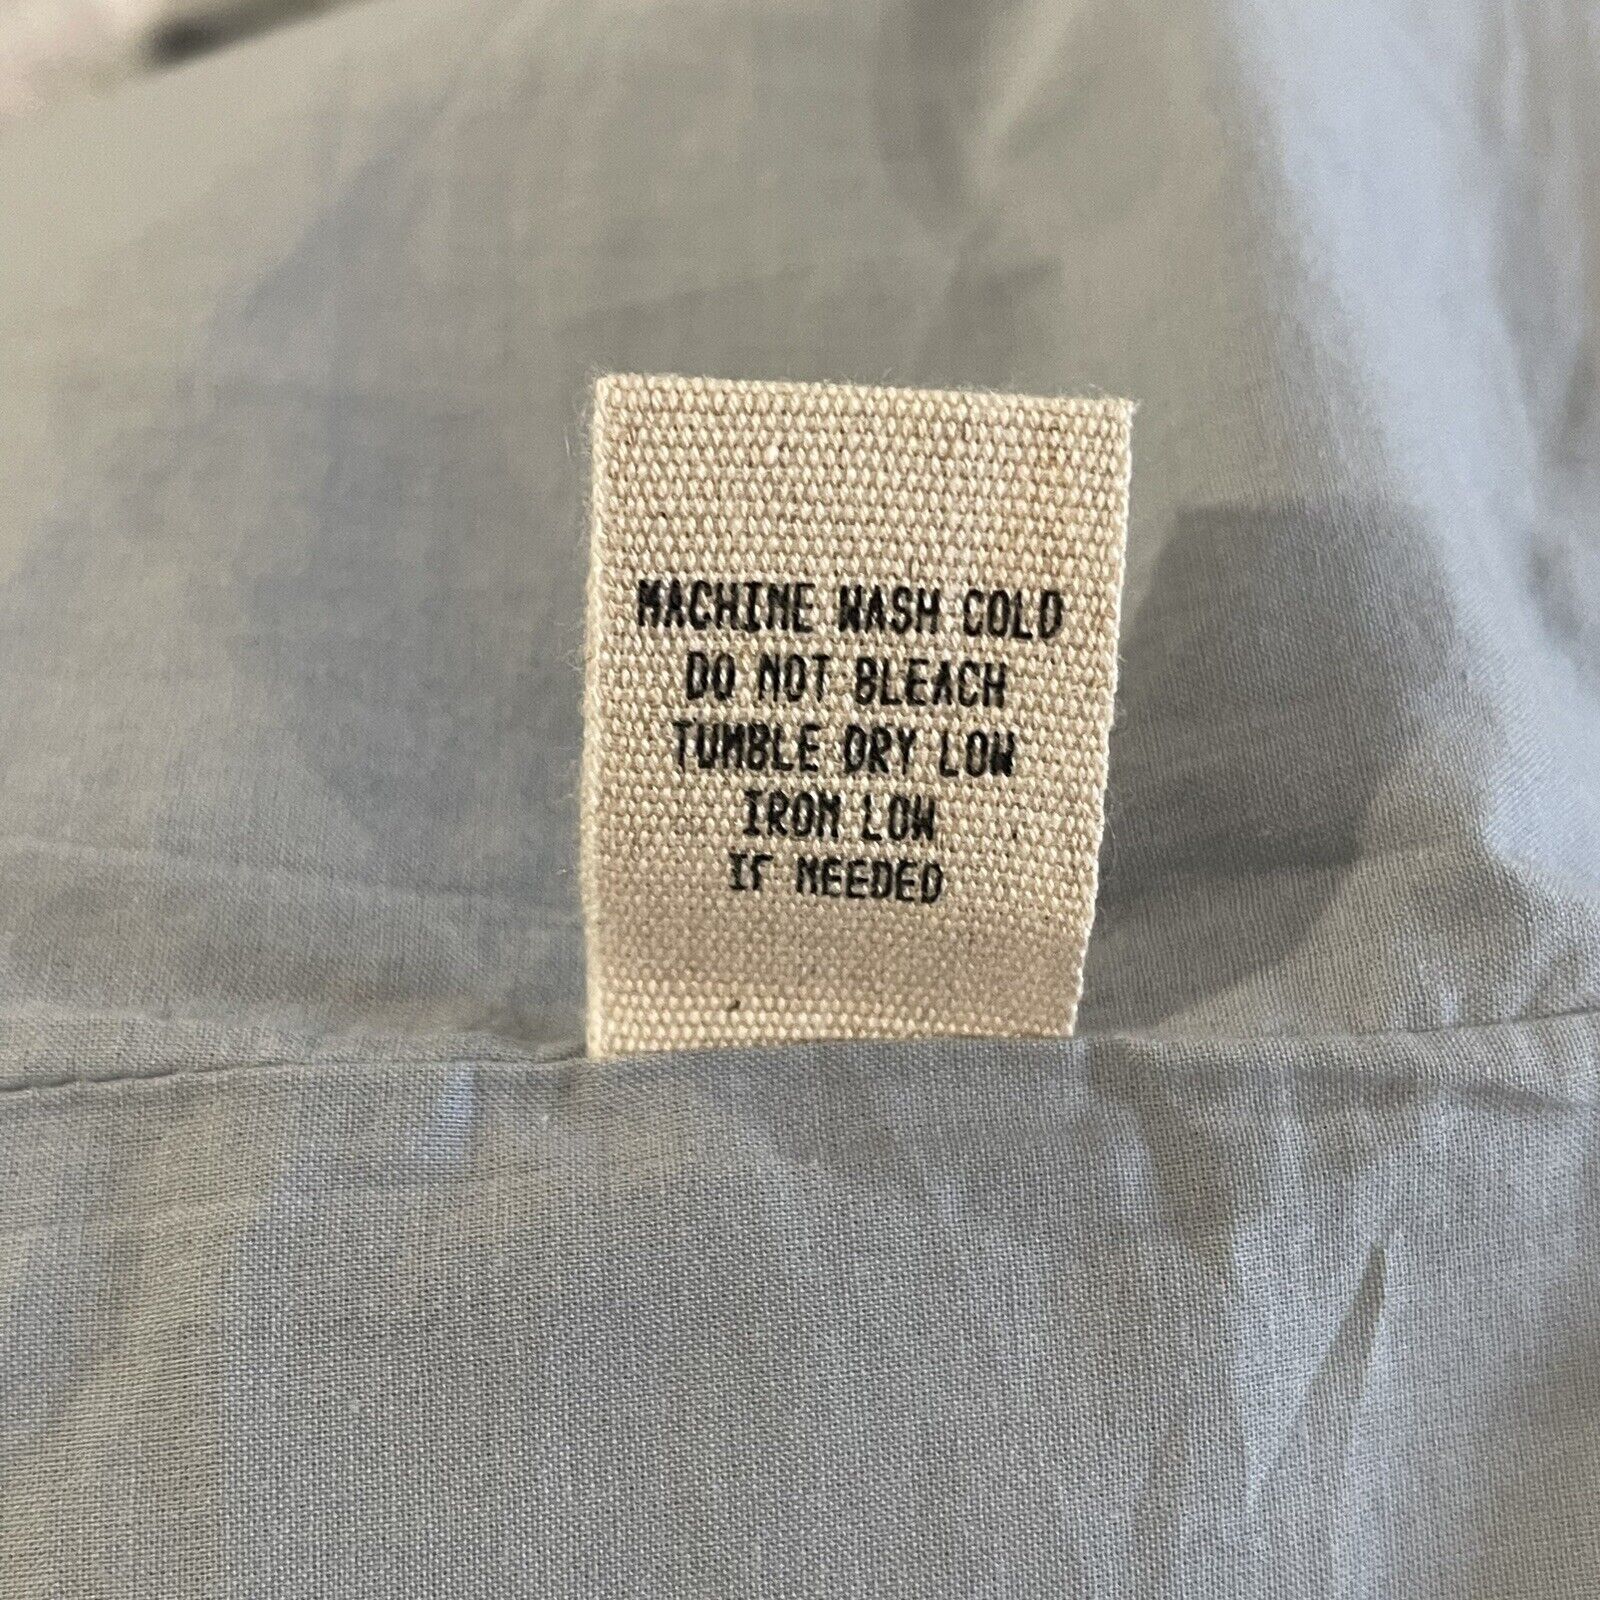 MACHINE WASH COLD
DO NOT BLEACH
TUMBLE DRY LOW
IRON LOW
IF NEEDED